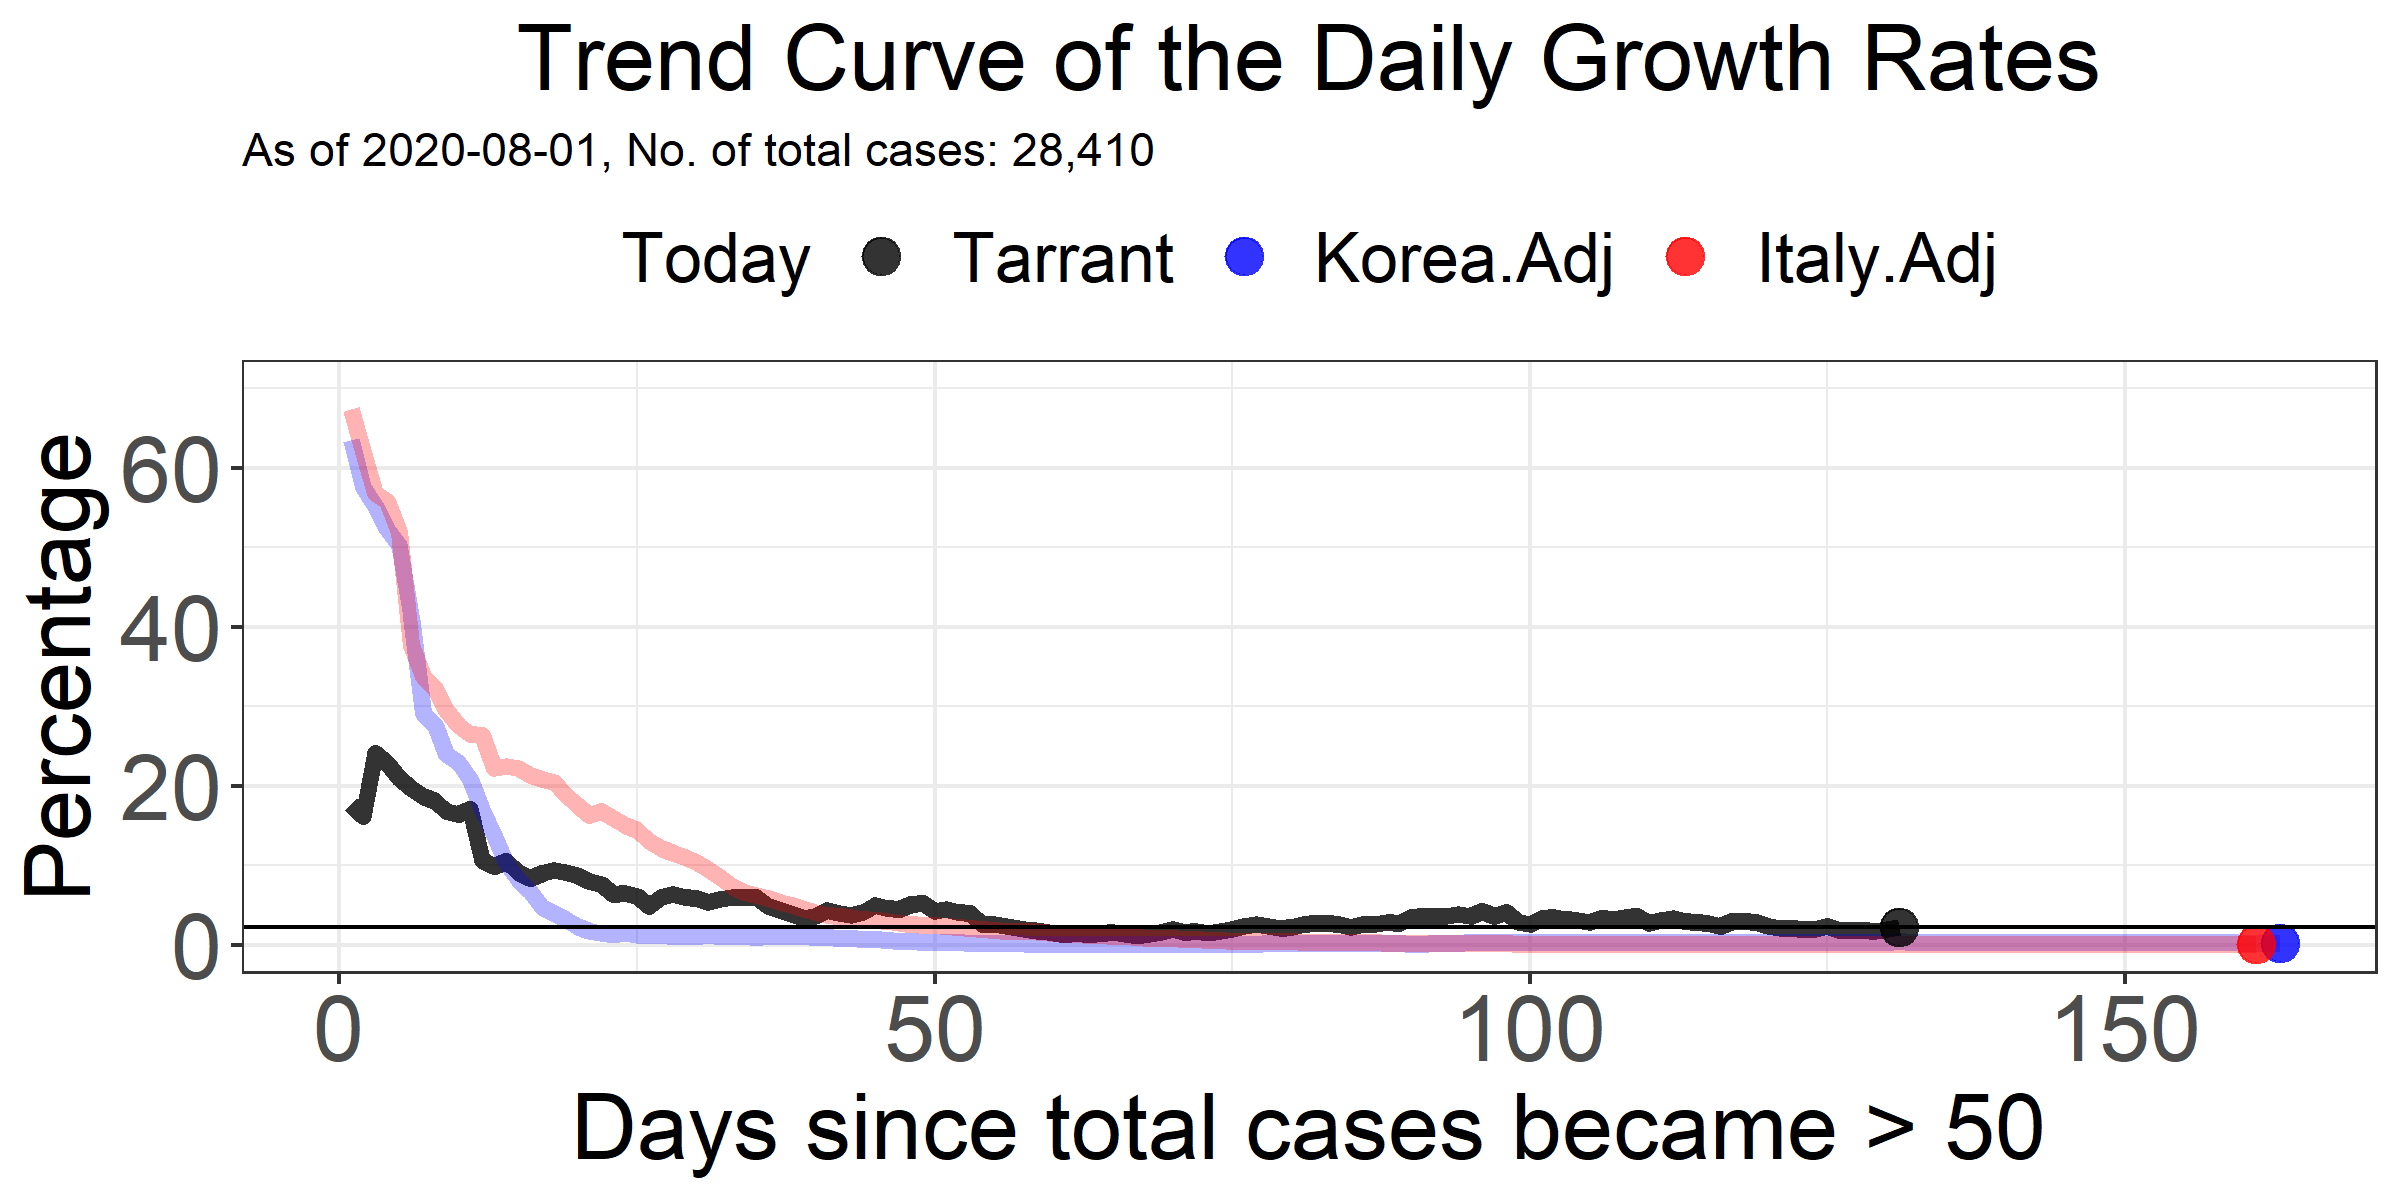 Trend Curve of the Daily Growth Rates
As of 2020-08-01, No. of total cases: 28,410
Today Tarrant Korea.Adj Italy.Adj
Percentage
60
40
20
0
0 50 100 150
Days since total cases became > 50